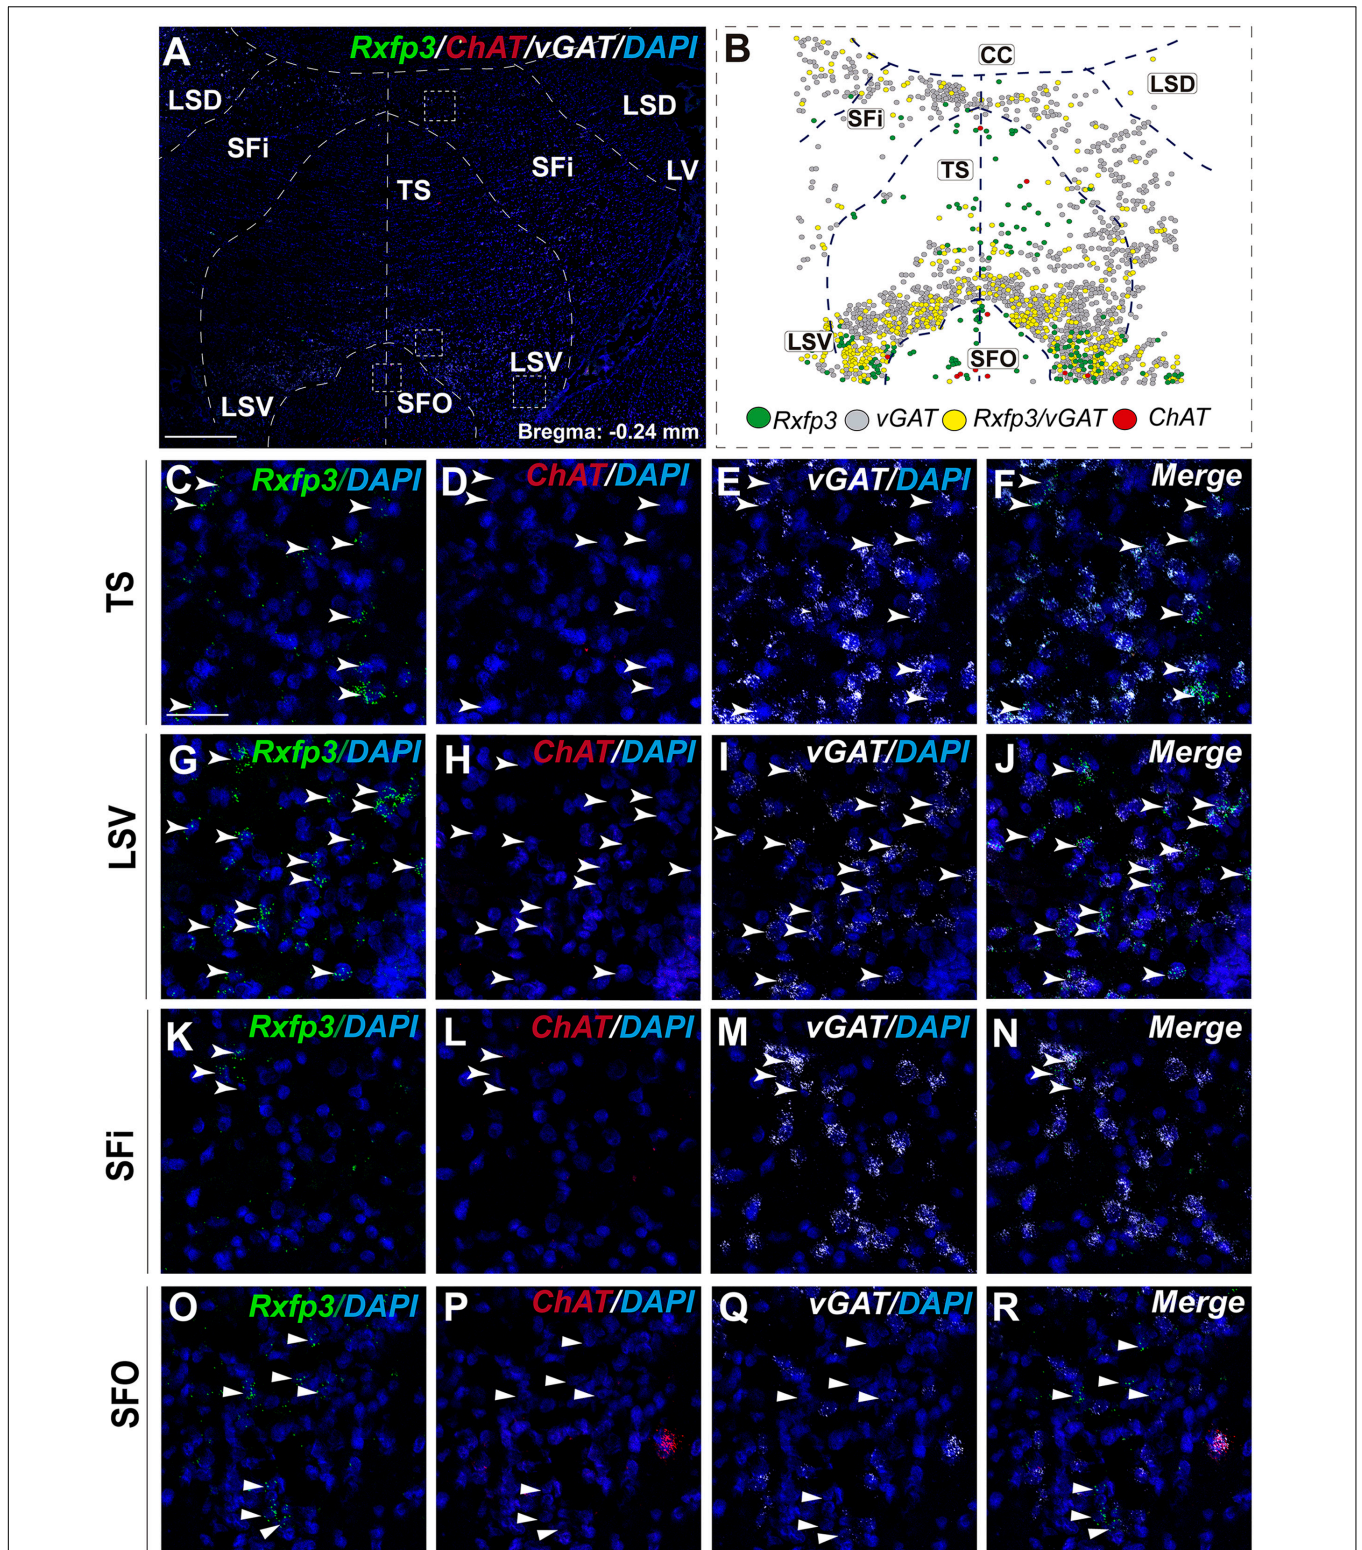 A Rxfp3/ChAT/vGAT/DAPI
LSD
LSD
SFi
SFi
LV
TS
LSV
LSV
SFO
Bregma: -0.24 mm
B
CC
LSD
SFi
TS
LSV
SFO
Rxfp3 vGAT Rxfp3/vGAT ChAT
TS
C Rxfp3/DAPI
D ChAT/DAPI
E vGAT/DAPI
F Merge
LSV
G Rxfp3/DAPI
H ChAT/DAPI
I vGAT/DAPI
J Merge
SFi
K Rxfp3/DAPI
L ChAT/DAPI
M vGAT/DAPI
N Merge
SFO
O Rxfp3/DAPI
P ChAT/DAPI
Q vGAT/DAPI
R Merge